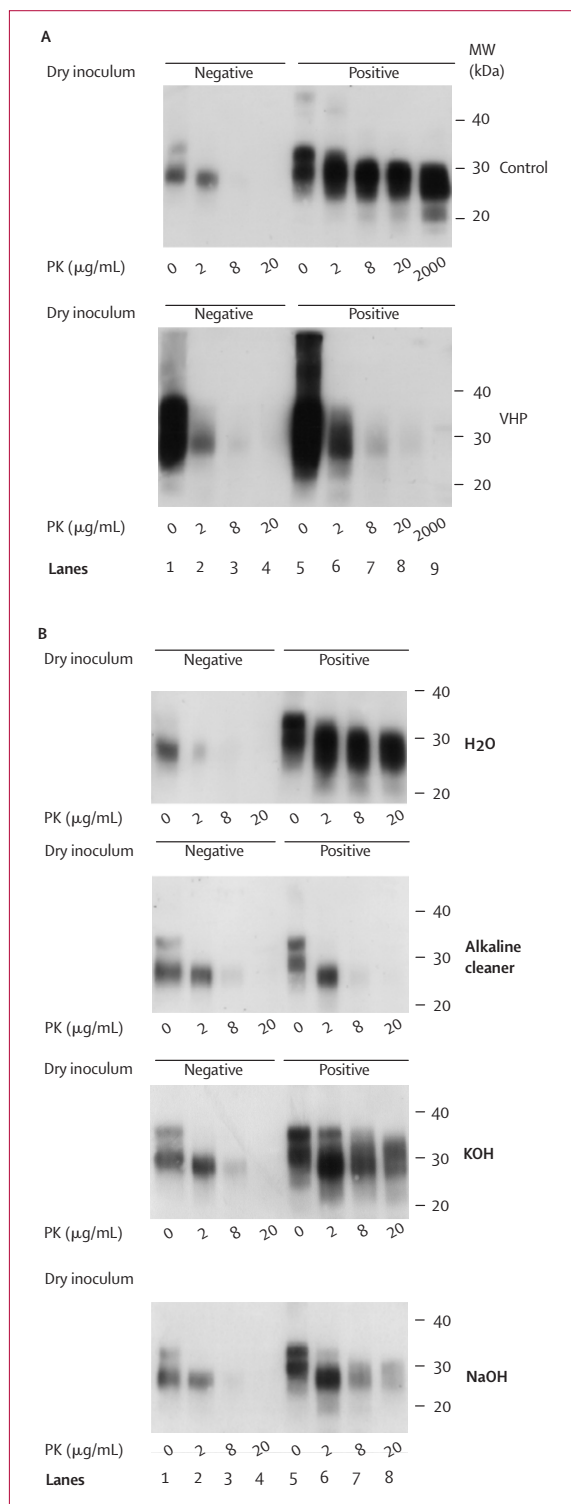 A
MW
(kDa)
Dry inoculum Negative Positive
40
30 Control
20
PK (µg/mL) 0 2 8 20 0 2 8 20 2000
Dry inoculum Negative Positive
40
VHP
30
20
PK (µg/mL) 0 2 8 20 0 2 8 20 2000
Lanes 1 2 3 4 5 6 7 8 9
B
Dry inoculum Negative Positive
40
30 H2O
20
PK (µg/mL) 0 2 8 20 0 2 8 20
Dry inoculum Negative Positive
40
Alkaline
30
cleaner
20
PK (µg/mL) 0 2 8 20 0 2 8 20
Dry inoculum Negative Positive
40
30 KOH
20
PK (µg/mL) 0 2 8 20 0 2 8 20
Dry inoculum
40
30 NaOH
20
PK (µg/mL) 0 2 8 20 0 2 8 20
Lanes 1 2 3 4 5 6 7 8